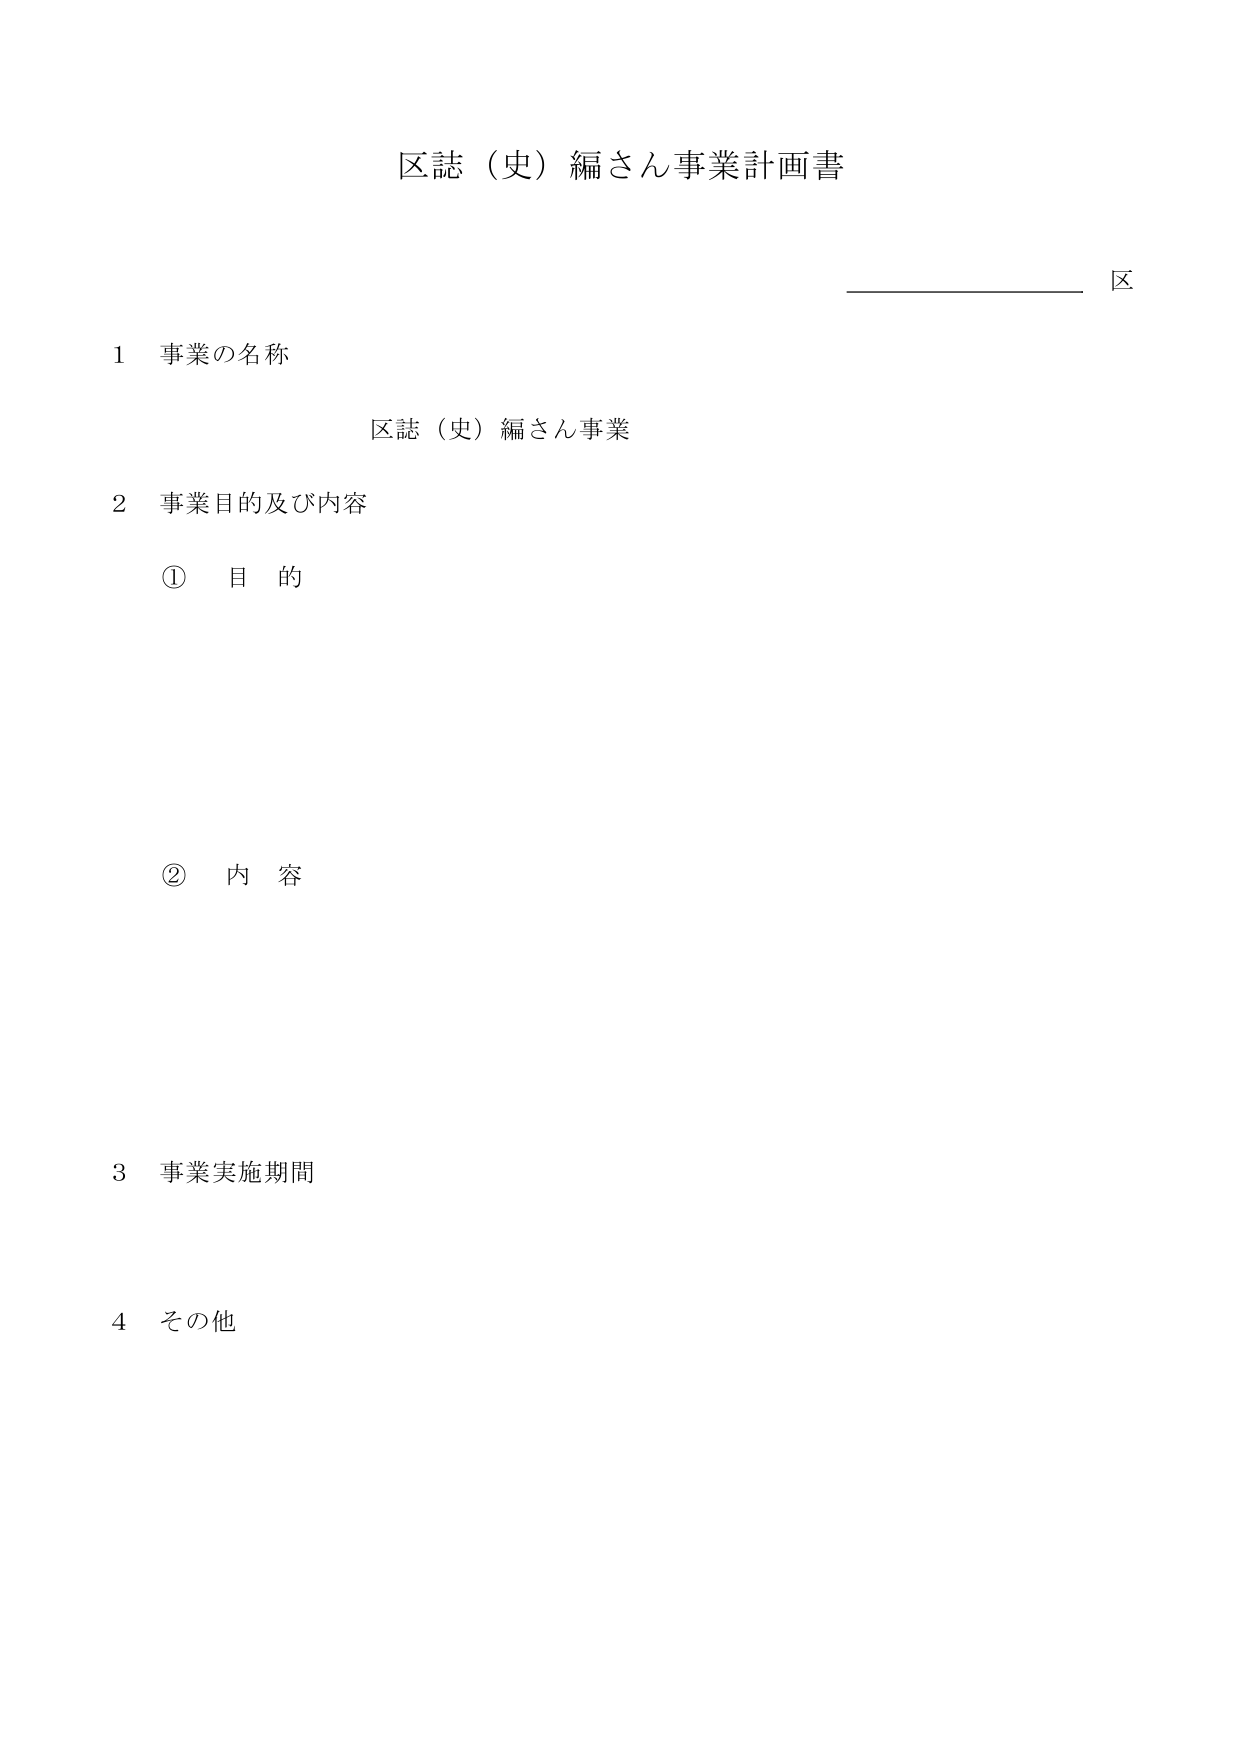 区誌（史）編さん事業計画書
区
１　事業の名称
区誌（史）編さん事業
２　事業目的及び内容
①　目　的
②　内　容
３　事業実施期間
４　その他